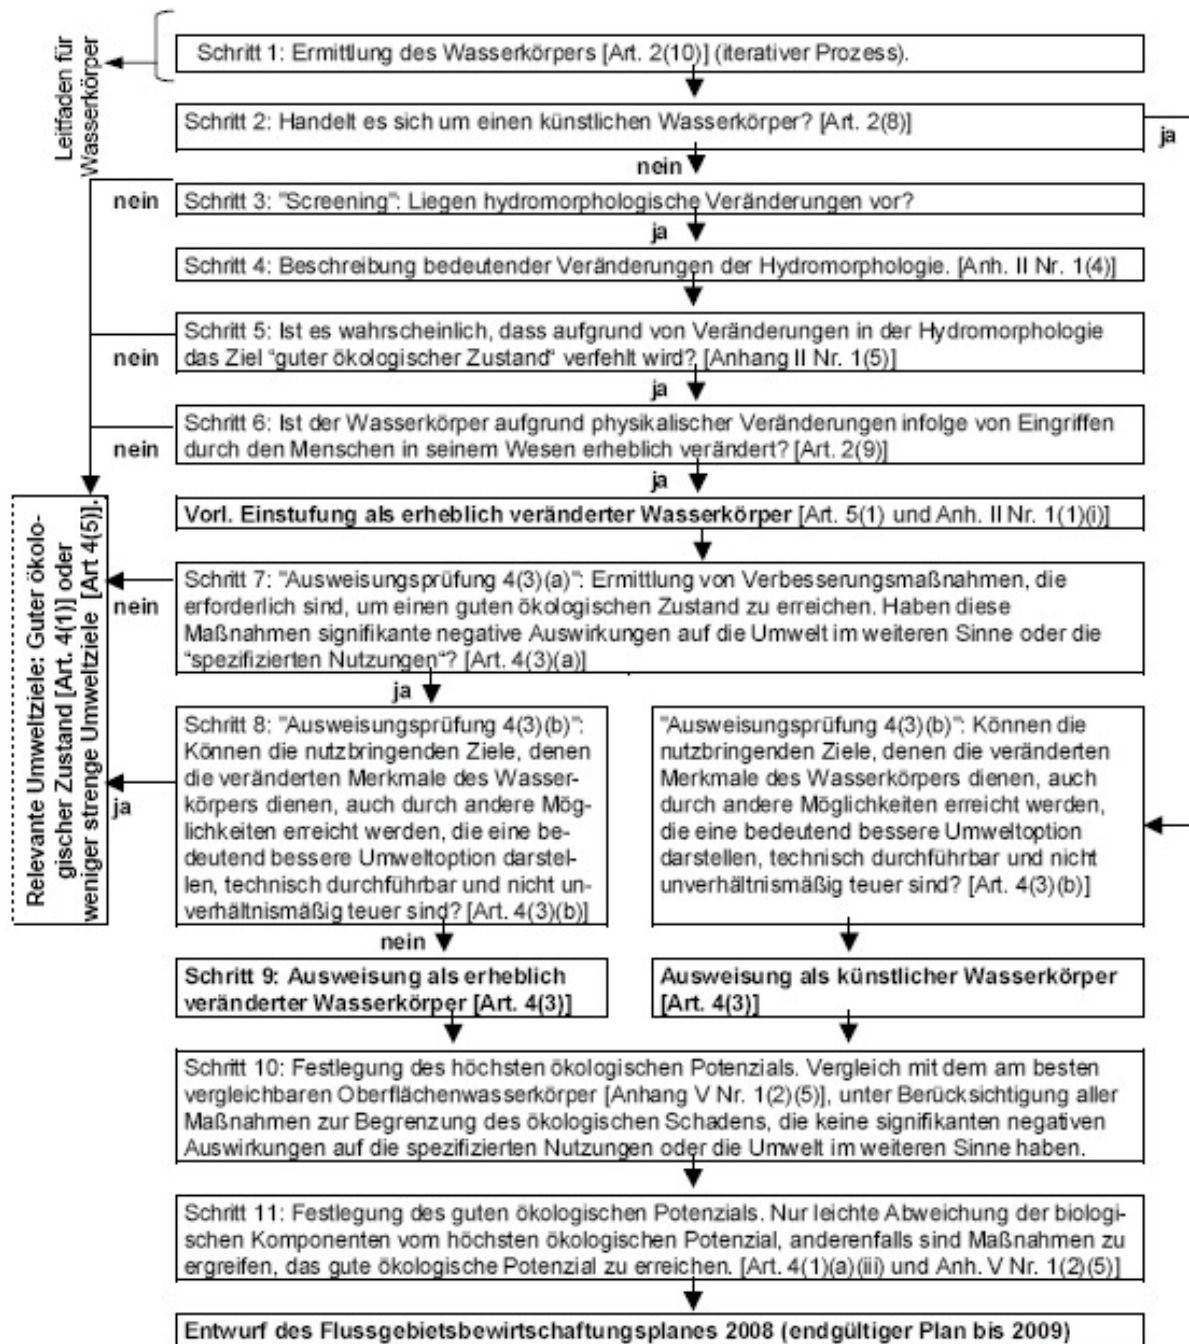 Leitfaden für
Wasserkörper
Schritt 1: Ermittlung des Wasserkörpers [Art. 2(10)] (iterativer Prozess).
Schritt 2: Handelt es sich um einen künstlichen Wasserkörper? [Art. 2(8)]
ja
nein
nein
Schritt 3: "Screening": Liegen hydromorphologische Veränderungen vor?
ja
Schritt 4: Beschreibung bedeutender Veränderungen der Hydromorphologie. [Anh. II Nr. 1(4)]
Schritt 5: Ist es wahrscheinlich, dass aufgrund von Veränderungen in der Hydromorphologie
das Ziel "guter ökologischer Zustand" verfehlt wird? [Anhang II Nr. 1(5)]
nein
ja
Schritt 6: Ist der Wasserkörper aufgrund physikalischer Veränderungen infolge von Eingriffen
durch den Menschen in seinem Wesen erheblich verändert? [Art. 2(9)]
nein
ja
Vorl. Einstufung als erheblich veränderter Wasserkörper [Art. 5(1) und Anh. II Nr. 1(1)(i)]
Relevante Umweltziele: Guter ökolo-
gischer Zustand [Art. 4(1)] oder
weniger strenge Umweltziele [Art 4(5)].
Schritt 7: "Ausweisungsprüfung 4(3)(a)": Ermittlung von Verbesserungsmaßnahmen, die
erforderlich sind, um einen guten ökologischen Zustand zu erreichen. Haben diese
Maßnahmen signifikante negative Auswirkungen auf die Umwelt im weiteren Sinne oder die
"spezifizierten Nutzungen"? [Art. 4(3)(a)]
nein
ja
Schritt 8: "Ausweisungsprüfung 4(3)(b)":
Können die nutzbringenden Ziele, denen
die veränderten Merkmale des Wasser-
körpers dienen, auch durch andere Mög-
lichkeiten erreicht werden, die eine be-
deutend bessere Umweltoption darstel-
len, technisch durchführbar und nicht un-
verhältnismäßig teuer sind? [Art. 4(3)(b)]
ja
nein
"Ausweisungsprüfung 4(3)(b)": Können die
nutzbringenden Ziele, denen die veränderten
Merkmale des Wasserkörpers dienen, auch
durch andere Möglichkeiten erreicht werden,
die eine bedeutend bessere Umweltoption
darstellen, technisch durchführbar und nicht
unverhältnismäßig teuer sind? [Art. 4(3)(b)]
Schritt 9: Ausweisung als erheblich
veränderter Wasserkörper [Art. 4(3)]
Ausweisung als künstlicher Wasserkörper
[Art. 4(3)]
Schritt 10: Festlegung des höchsten ökologischen Potenzials. Vergleich mit dem am besten
vergleichbaren Oberflächenwasserkörper [Anhang V Nr. 1(2)(5)], unter Berücksichtigung aller
Maßnahmen zur Begrenzung des ökologischen Schadens, die keine signifikanten negativen
Auswirkungen auf die spezifizierten Nutzungen oder die Umwelt im weiteren Sinne haben.
Schritt 11: Festlegung des guten ökologischen Potenzials. Nur leichte Abweichung der biologi-
schen Komponenten vom höchsten ökologischen Potenzial, anderenfalls sind Maßnahmen zu
ergreifen, das gute ökologische Potenzial zu erreichen. [Art. 4(1)(a)(iii) und Anh. V Nr. 1(2)(5)]
Entwurf des Flussgebietsbewirtschaftungsplanes 2008 (endgültiger Plan bis 2009)